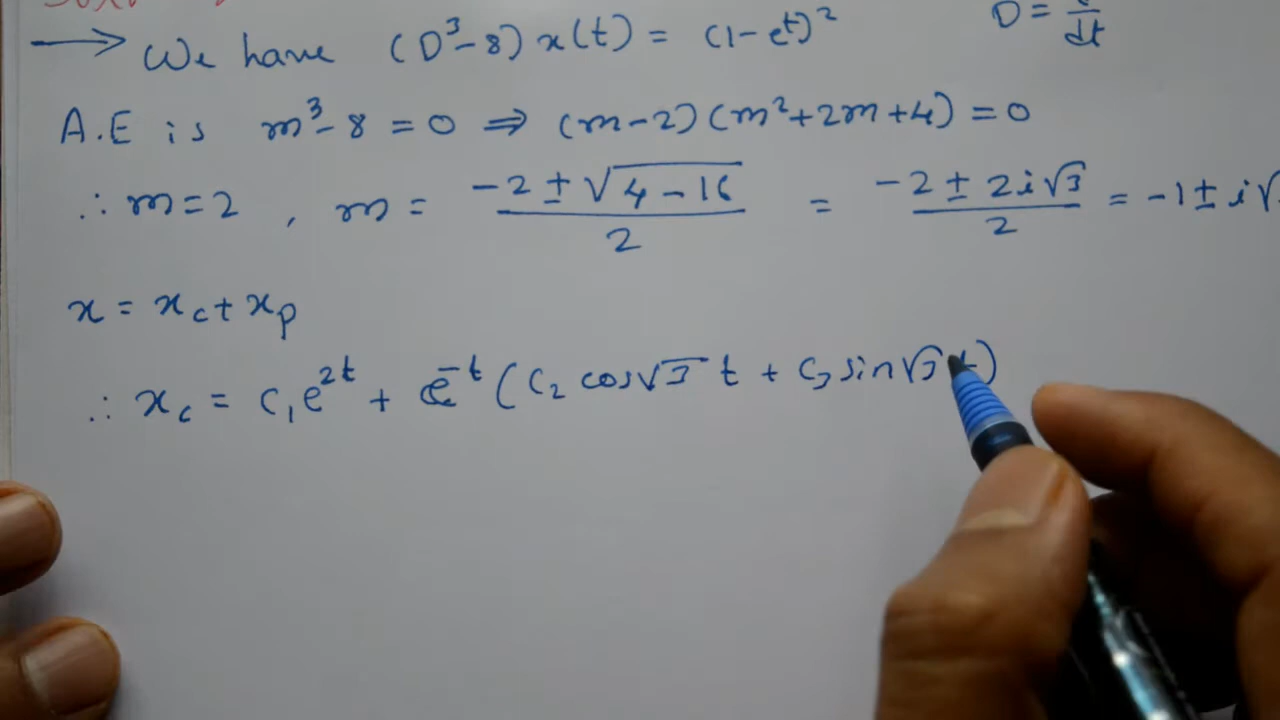 → We have (D³-8) x(t) = (1-eᵗ)² D = /dt
A.E is m³-8 = 0 ⇒ (m-2)(m²+2m+4) = 0
∴ m=2 , m = (-2 ± √(4-16))/2 = (-2 ± 2i√3)/2 = -1 ± i√
x = x_c + x_p
∴ x_c = c₁e^(2t) + e^(-t) (c₂ cos√3 t + c₃ sin√3 t)